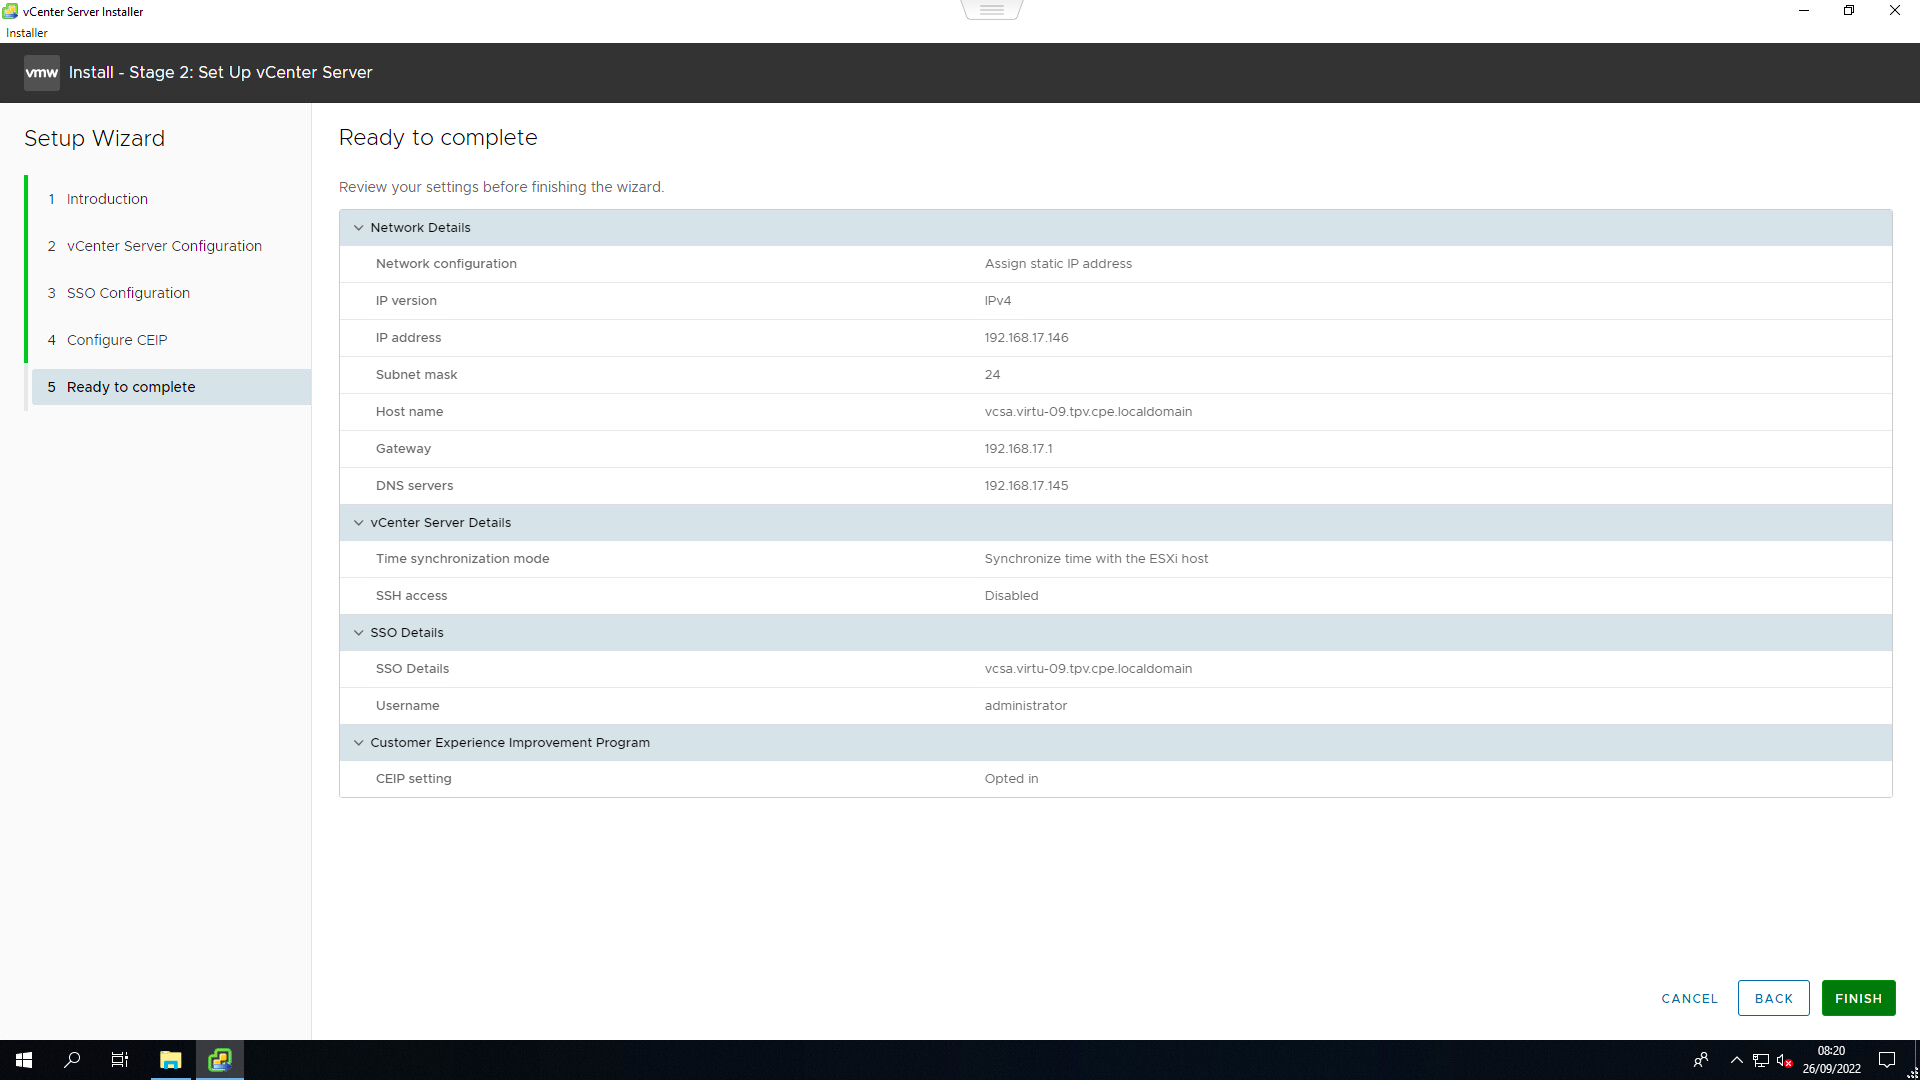 vCenter Server Installer
Installer
vmw Install - Stage 2: Set Up vCenter Server
Setup Wizard
1 Introduction
2 vCenter Server Configuration
3 SSO Configuration
4 Configure CEIP
5 Ready to complete
Ready to complete
Review your settings before finishing the wizard.
Network Details
Network configuration Assign static IP address
IP version IPv4
IP address 192.168.17.146
Subnet mask 24
Host name vcsa.virtu-09.tpv.cpe.localdomain
Gateway 192.168.17.1
DNS servers 192.168.17.145
vCenter Server Details
Time synchronization mode Synchronize time with the ESXi host
SSH access Disabled
SSO Details
SSO Details vcsa.virtu-09.tpv.cpe.localdomain
Username administrator
Customer Experience Improvement Program
CEIP setting Opted in
CANCEL BACK FINISH
08:20
26/09/2022